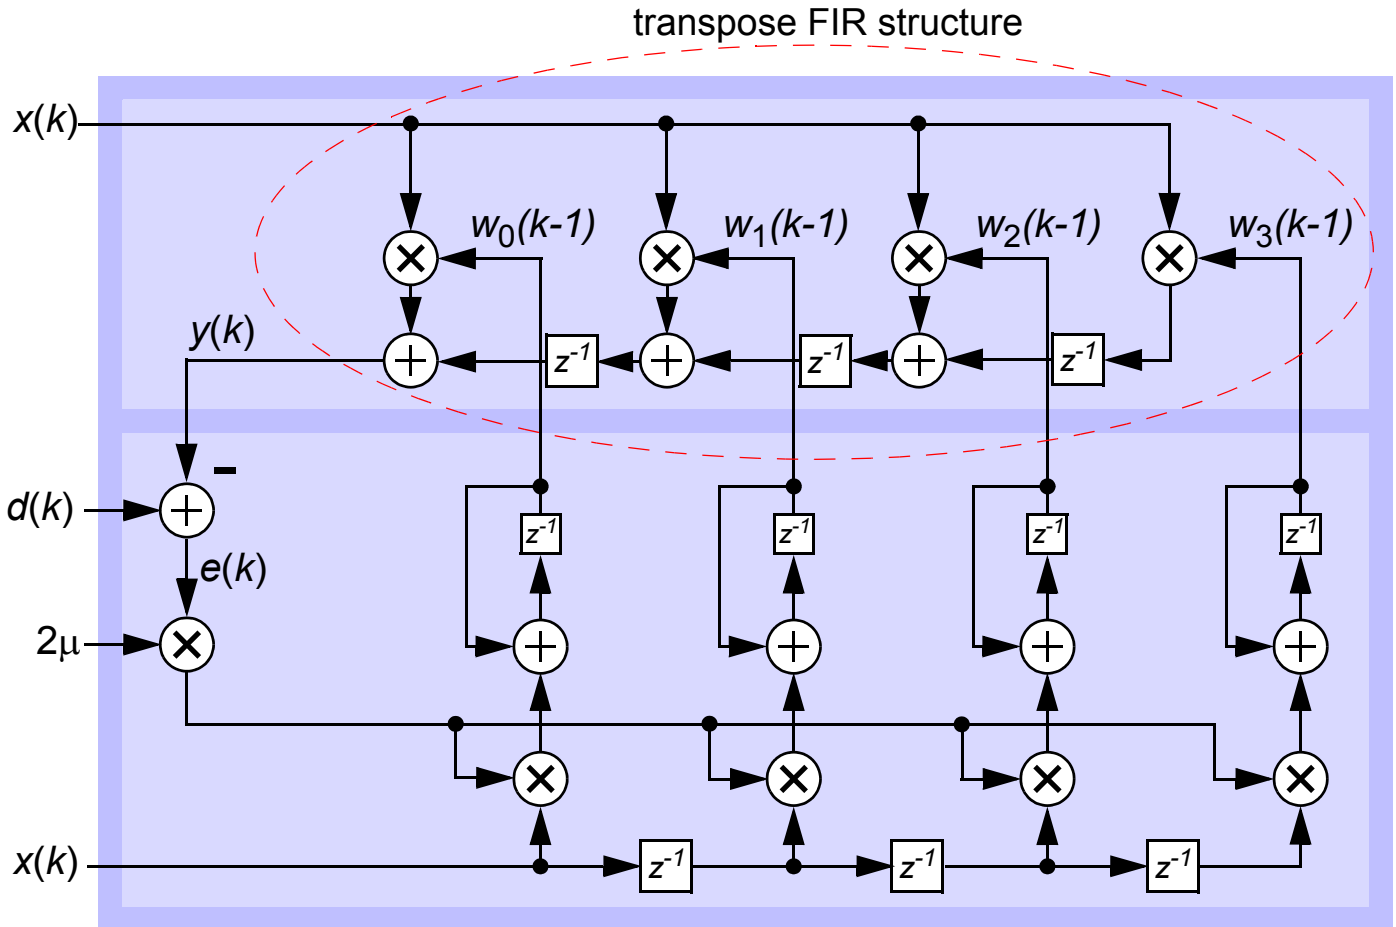 transpose FIR structure
x(k)
w0(k-1) w1(k-1) w2(k-1) w3(k-1)
y(k)
z-1 z-1 z-1
d(k)
z-1 z-1 z-1 z-1
e(k)
2μ
x(k)
z-1 z-1 z-1